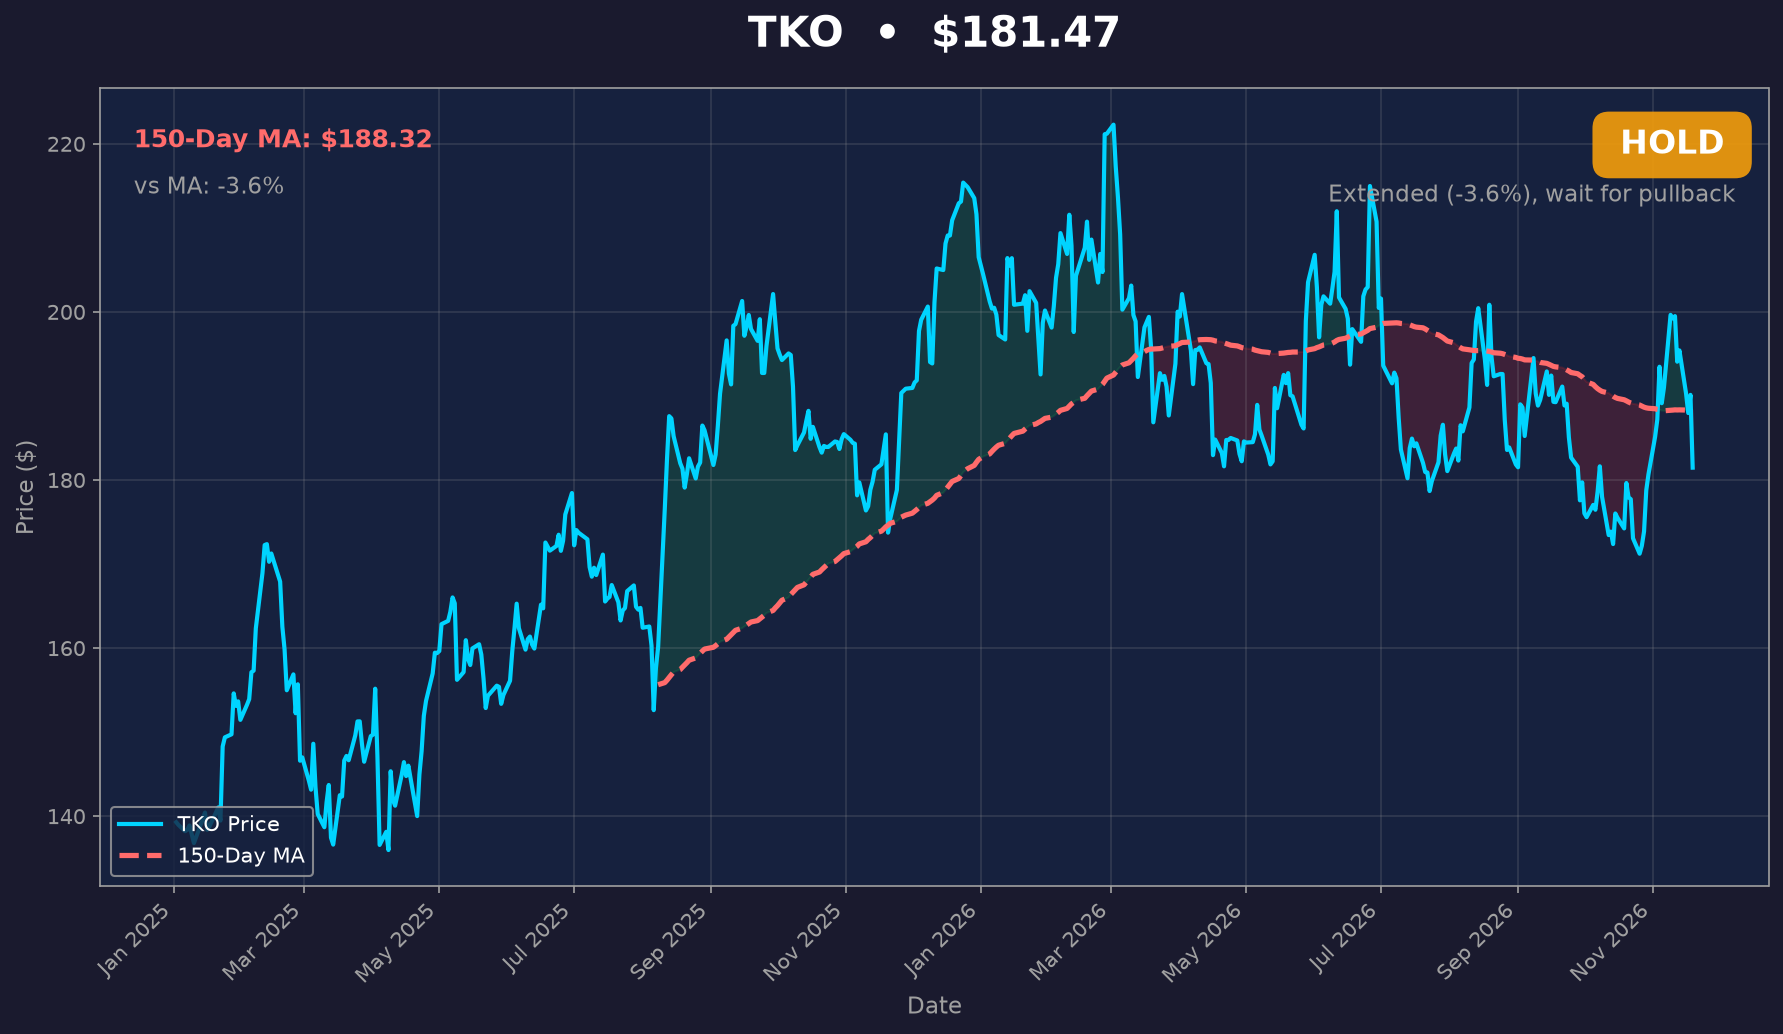 TKO • $181.47
150-Day MA: $188.32
vs MA: -3.6%
HOLD
Extended (-3.6%), wait for pullback
Price ($)
220
200
180
160
140
TKO Price
150-Day MA
Jan 2025
Mar 2025
May 2025
Jul 2025
Sep 2025
Nov 2025
Jan 2026
Mar 2026
May 2026
Jul 2026
Sep 2026
Nov 2026
Date